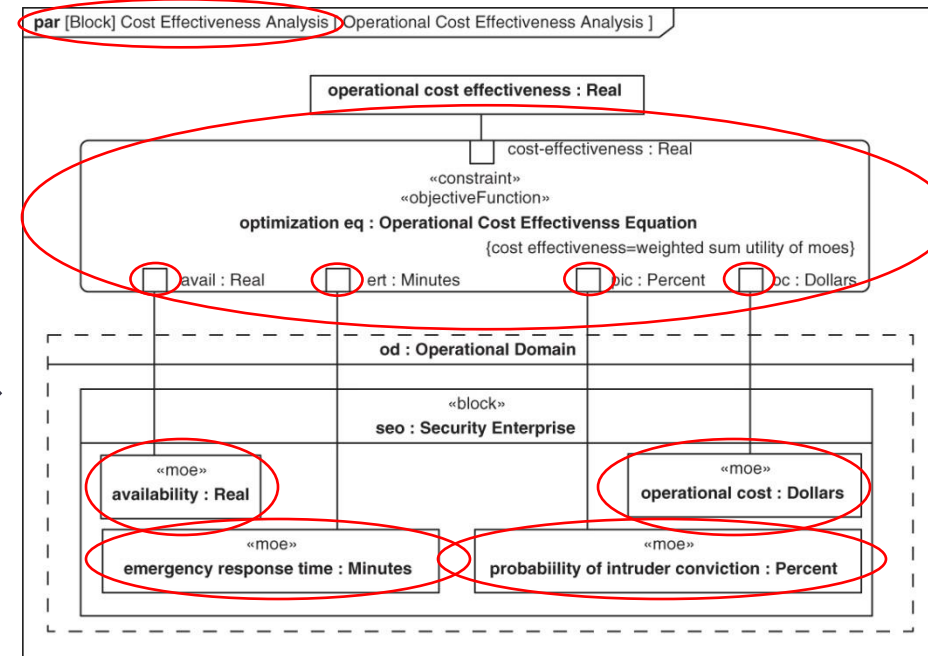 par [Block] Cost Effectiveness Analysis [ Operational Cost Effectiveness Analysis ]
operational cost effectiveness : Real
cost-effectiveness : Real
«constraint»
«objectiveFunction»
optimization eq : Operational Cost Effectivenss Equation
{cost effectiveness=weighted sum utility of moes}
avail : Real
ert : Minutes
pic : Percent
oc : Dollars
od : Operational Domain
«block»
seo : Security Enterprise
«moe»
availability : Real
«moe»
operational cost : Dollars
«moe»
emergency response time : Minutes
«moe»
probabiility of intruder conviction : Percent